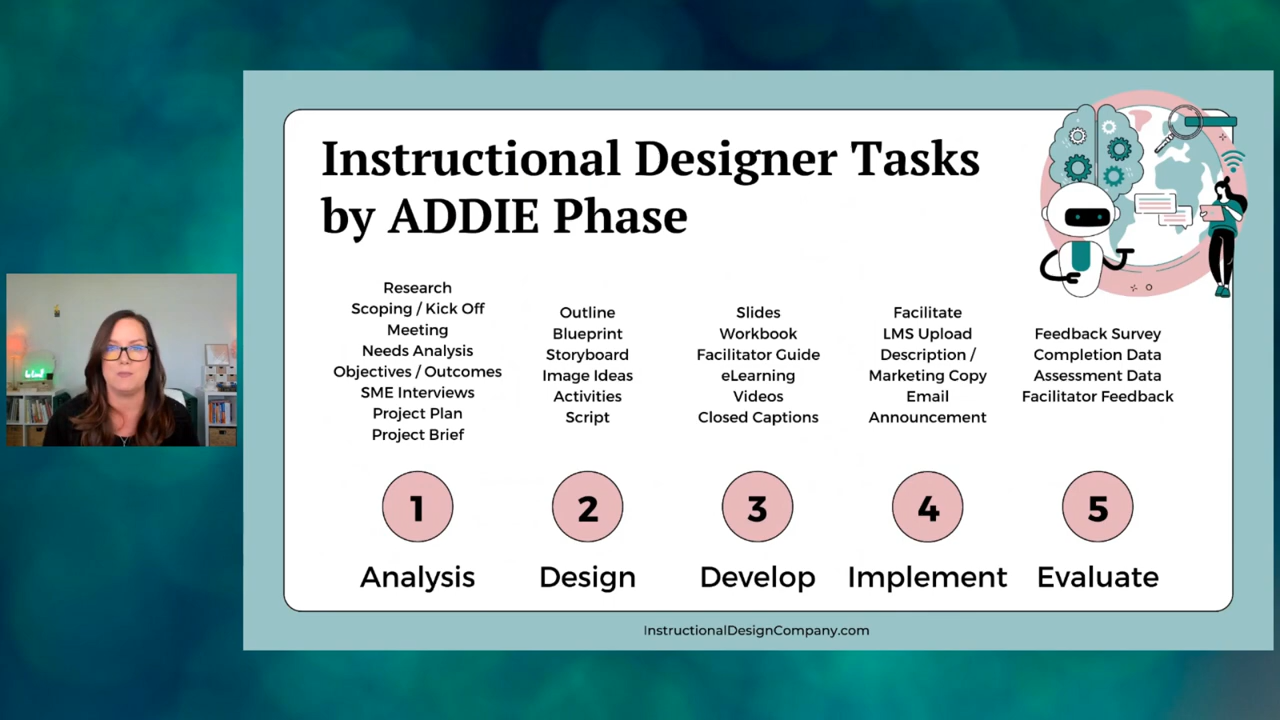 Instructional Designer Tasks
by ADDIE Phase
Research
Scoping / Kick Off
Meeting
Needs Analysis
Objectives / Outcomes
SME Interviews
Project Plan
Project Brief
1
Analysis
Outline
Blueprint
Storyboard
Image Ideas
Activities
Script
2
Design
Slides
Workbook
Facilitator Guide
eLearning
Videos
Closed Captions
3
Develop
Facilitate
LMS Upload
Description /
Marketing Copy
Email
Announcement
4
Implement
Feedback Survey
Completion Data
Assessment Data
Facilitator Feedback
5
Evaluate
InstructionalDesignCompany.com